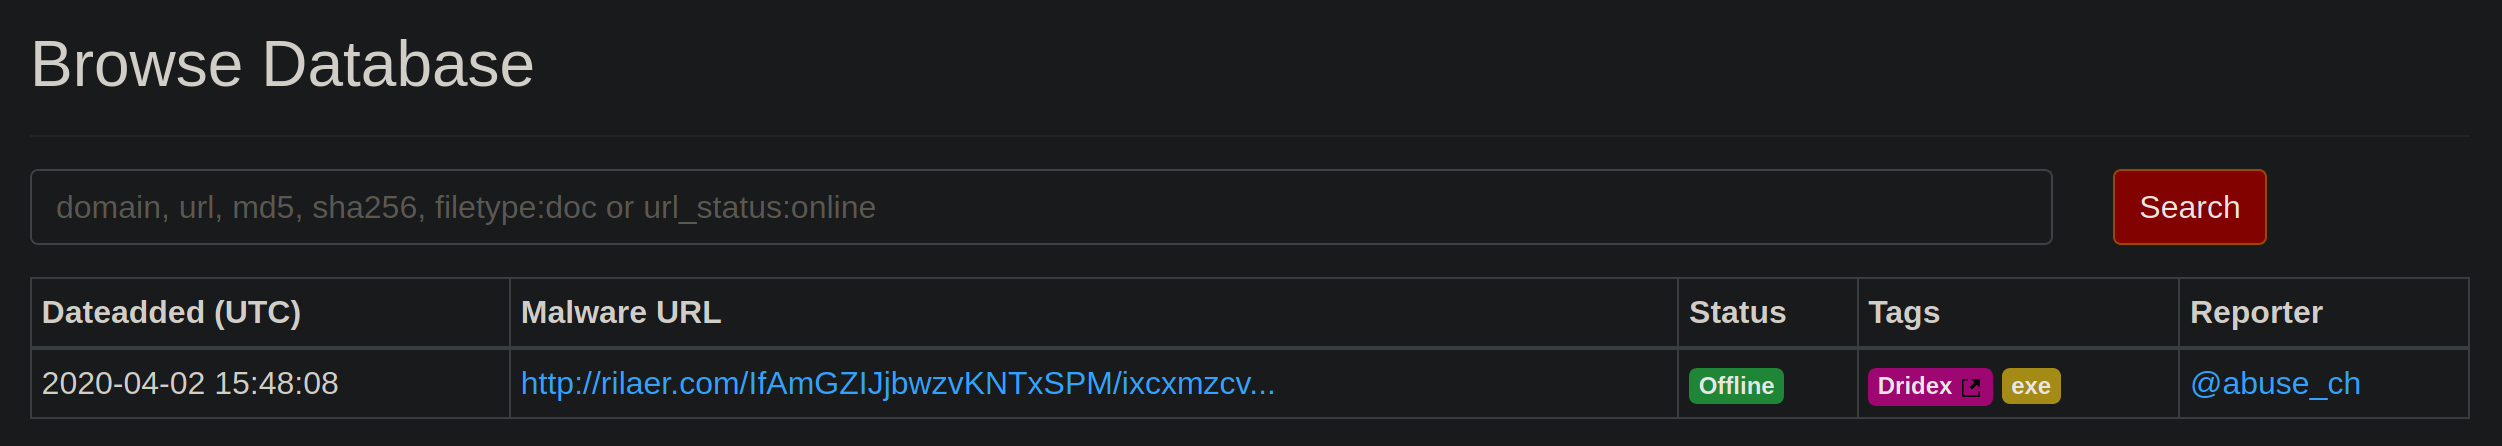 Browse Database
domain, url, md5, sha256, filetype:doc or url_status:online
Search
Dateadded (UTC) Malware URL Status Tags Reporter
2020-04-02 15:48:08 http://rilaer.com/IfAmGZIJjbwzvKNTxSPM/ixcxmzcv... Offline Dridex exe @abuse_ch